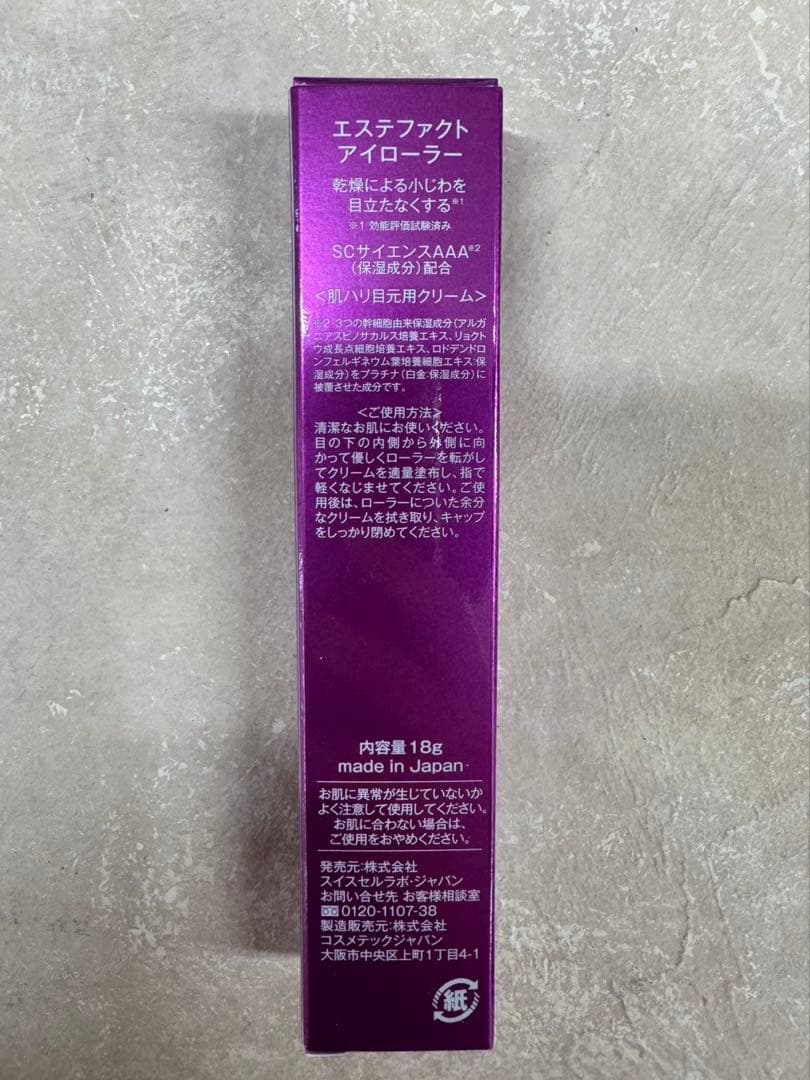 エステファクト
アイローラー
乾燥による小じわを
目立たなくする※1
※1 効能評価試験済み
SCサイエンスAAA※2
(保湿成分)配合
<肌ハリ目元用クリーム>
※2 3つの幹細胞由来保湿成分(アルガ
ニアスピノサカルス培養エキス、リョクト
ウ成長点細胞培養エキス、ロドデンドロ
ンフェルギネウム葉培養細胞エキス:保
湿成分)をプラチナ(白金:保湿成分)に
被覆させた成分です。
<ご使用方法>
清潔なお肌にお使いください。
目の下の内側から外側に向
かって優しくローラーを転がし
てクリームを適量塗布し、指で
軽くなじませてください。ご使
用後は、ローラーについた余分
なクリームを拭き取り、キャップ
をしっかり閉めてください。
内容量18g
made in Japan
お肌に異常が生じていないか
よく注意して使用してください。
お肌に合わない場合は、
ご使用をおやめください。
発売元:株式会社
スイスセルラボ・ジャパン
お問い合せ先 お客様相談室
0120-1107-38
製造販売元:株式会社
コスメテックジャパン
大阪市中央区上町1丁目4-1
紙